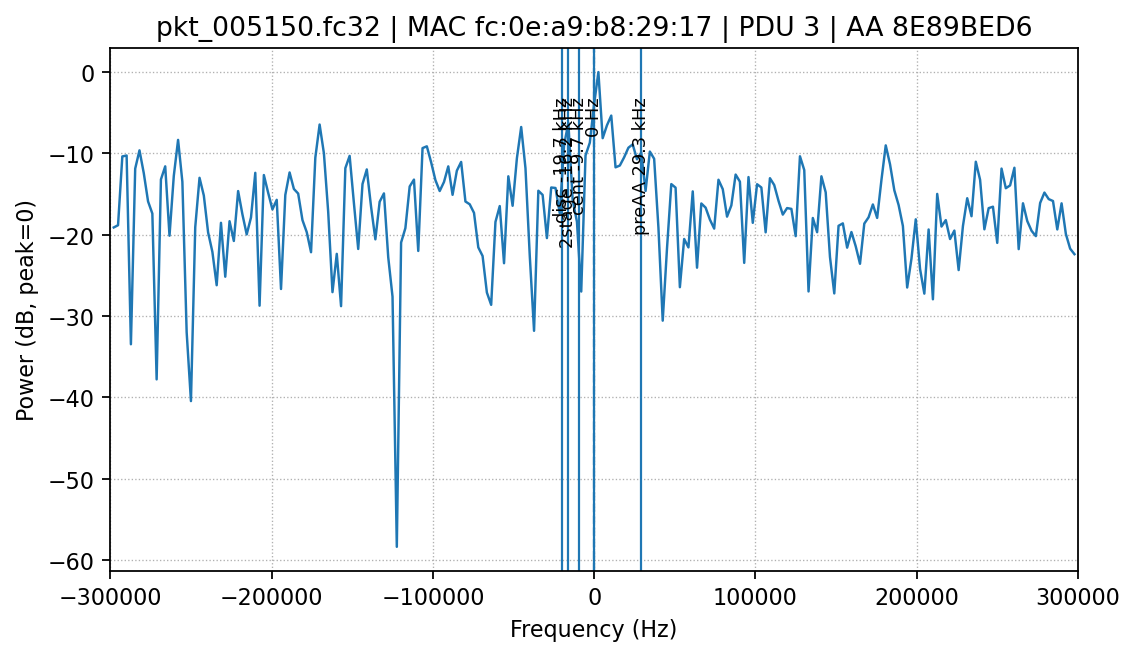 pkt_005150.fc32 | MAC fc:0e:a9:b8:29:17 | PDU 3 | AA 8E89BED6
Power (dB, peak=0)
0
−10
−20
−30
−40
−50
−60
0 Hz
preAA 29.3 kHz
−300000
−200000
−100000
0
100000
200000
300000
Frequency (Hz)